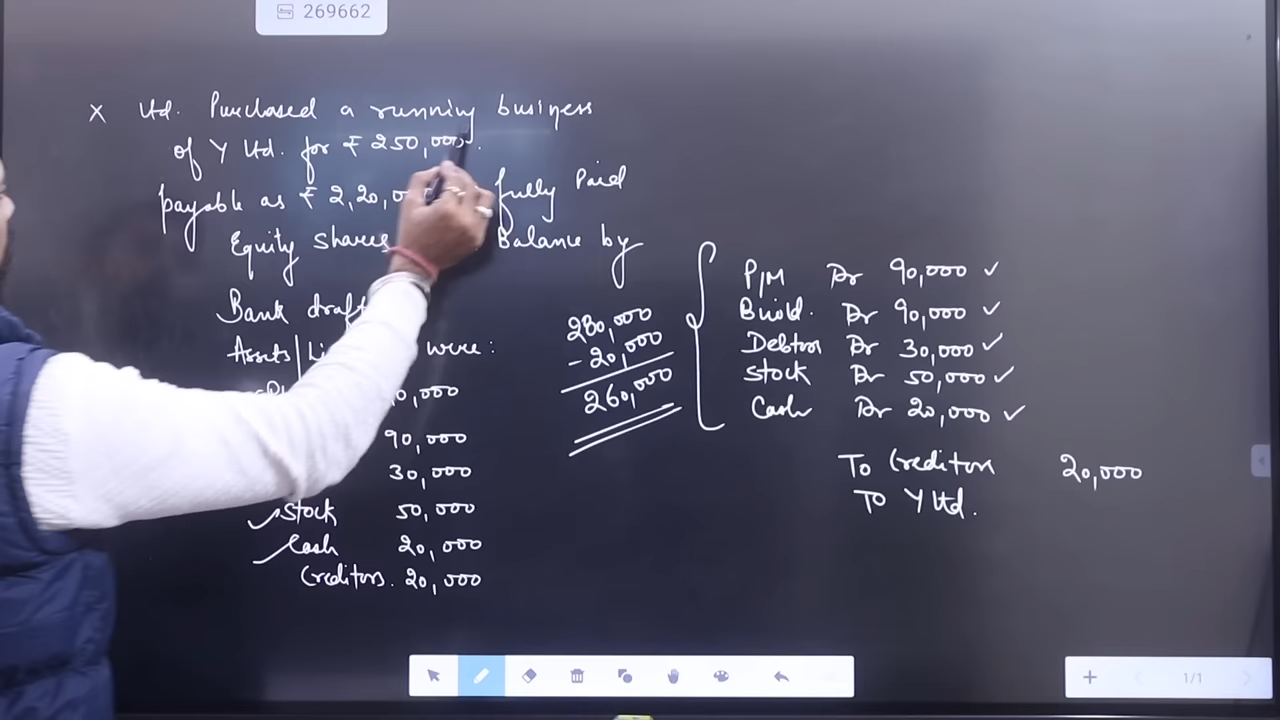 269662
X Ltd. Purchased a running business
of Y Ltd. for ₹ 250,000.
payable as ₹ 2,20, fully Paid
Equity shares Balance by
Bank draft
Assets were:
0,000
90,000
30,000
Stock 50,000
Cash 20,000
Creditors. 20,000
280,000
- 20,000
260,000
P/M Dr 90,000
Build. Dr 90,000
Debtors Dr 30,000
Stock Dr 50,000
Cash Dr 20,000
To Creditors 20,000
To Y Ltd.
1/1